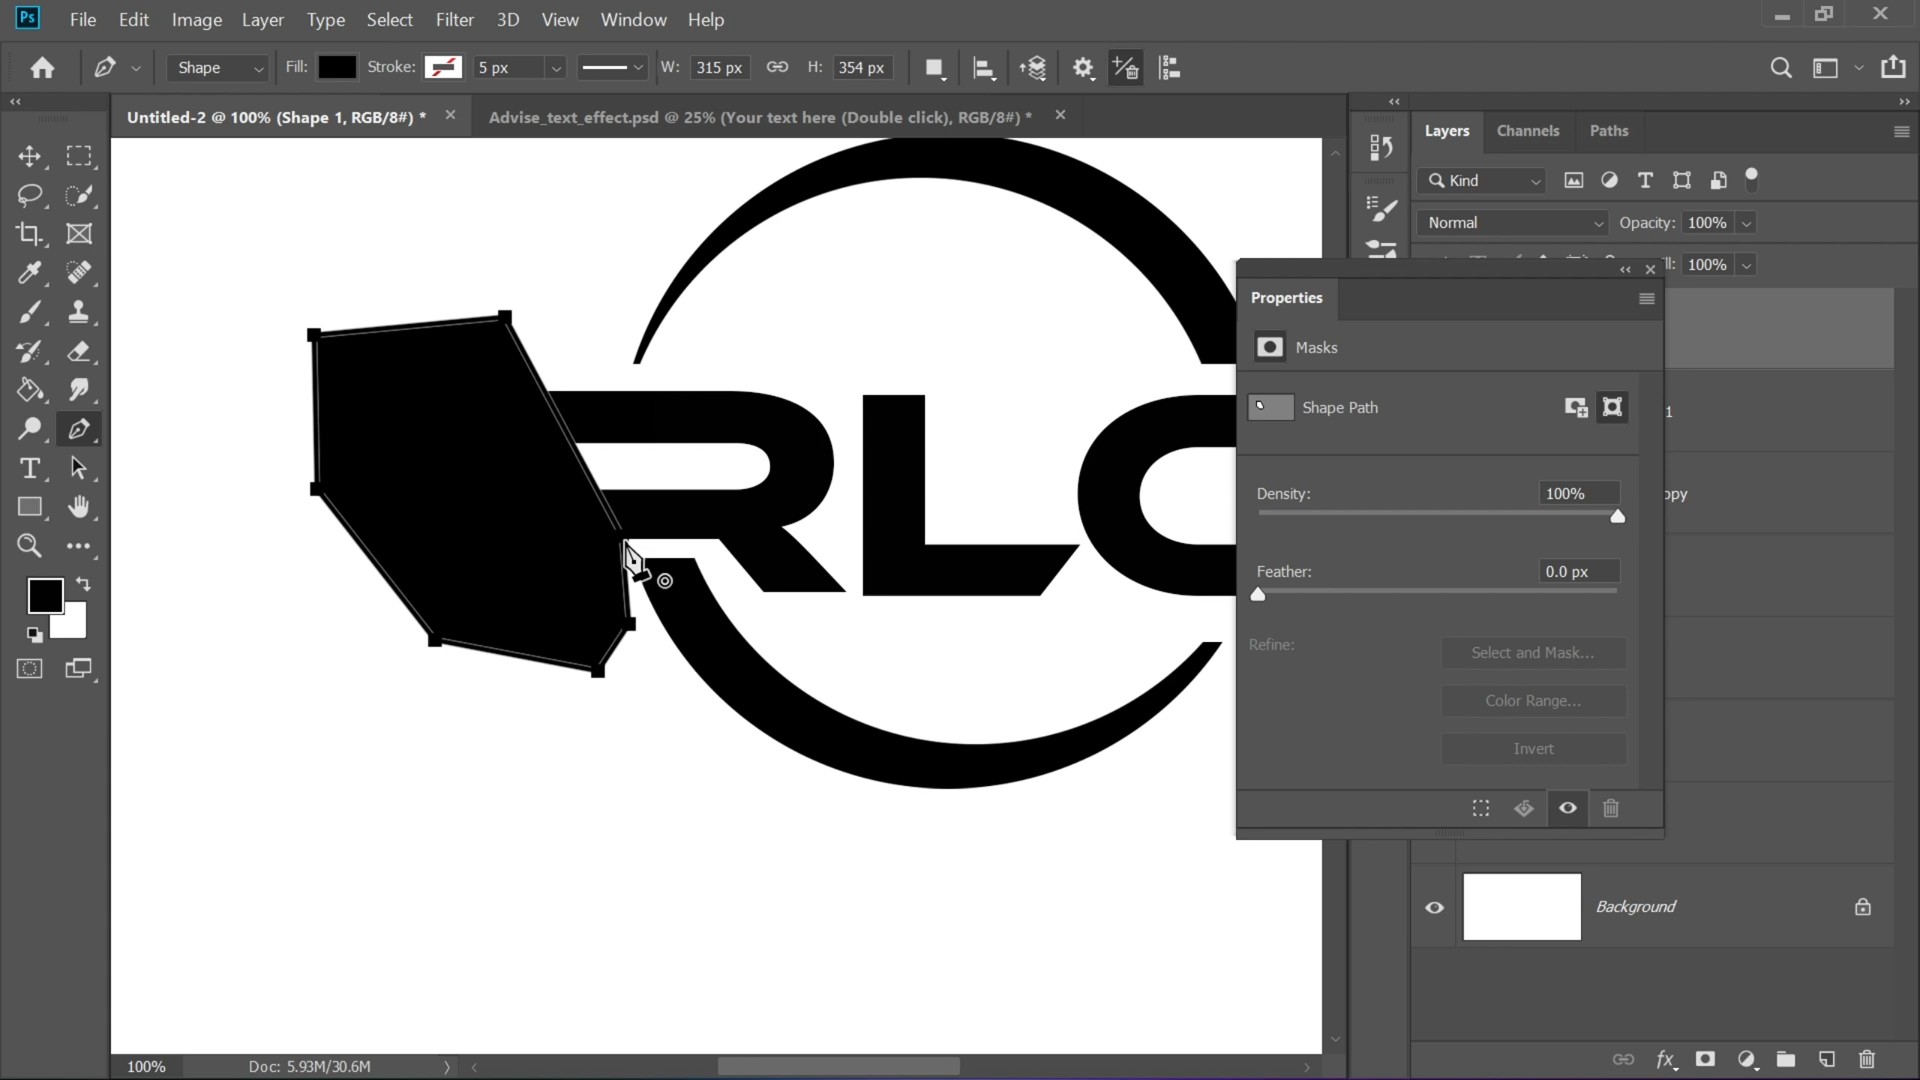 Ps File Edit Image Layer Type Select Filter 3D View Window Help
Shape Fill: Stroke: 5 px W: 315 px H: 354 px
Untitled-2 @ 100% (Shape 1, RGB/8#) * Advise_text_effect.psd @ 25% (Your text here (Double click), RGB/8#) *
Layers Channels Paths
Kind
Normal Opacity: 100%
ll: 100%
Properties
Masks
Shape Path
1
RLC
Density: 100%
opy
Feather: 0.0 px
Refine: Select and Mask...
Color Range...
Invert
Background
fx
100% Doc: 5.93M/30.6M